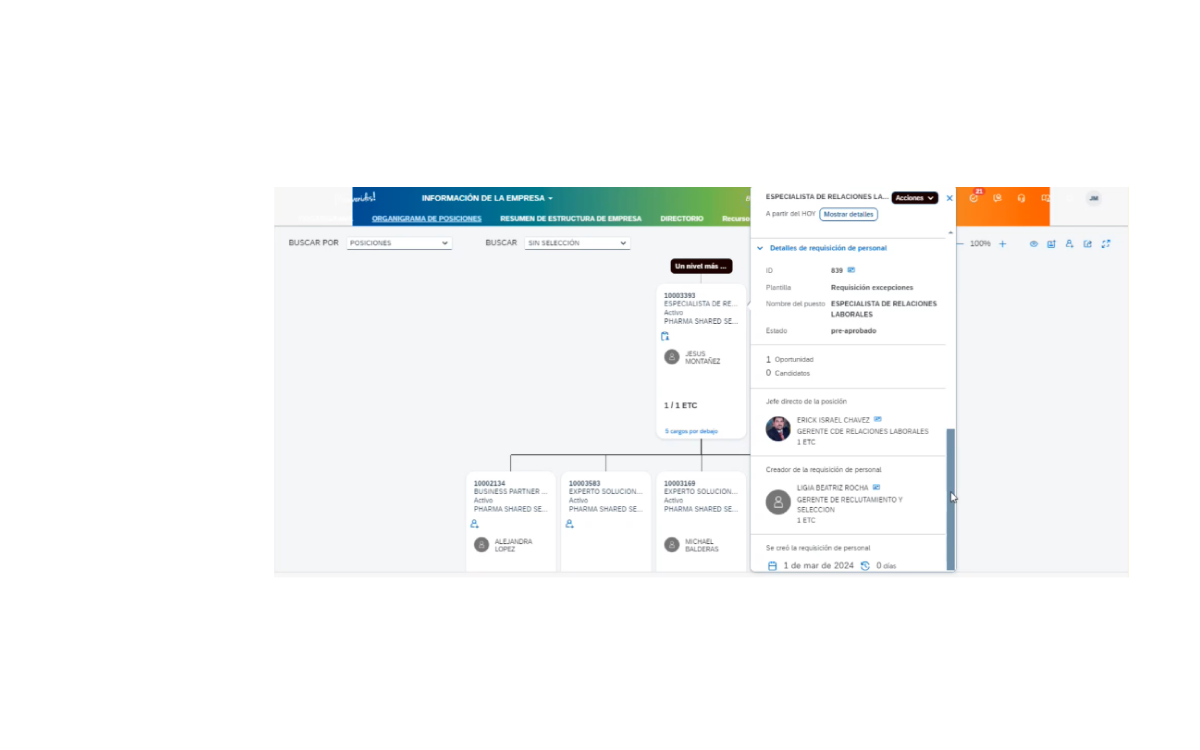 INFORMACIÓN DE LA EMPRESA
ORGANIGRAMA DE POSICIONES
RESUMEN DE ESTRUCTURA DE EMPRESA
DIRECTORIO
21
JM
BUSCAR POR
POSICIONES
BUSCAR
SIN SELECCIÓN
100%
Un nivel más ...
10003393
ESPECIALISTA DE RE...
Activo
PHARMA SHARED SE...
JESUS
MONTAÑEZ
1 / 1 ETC
5 cargos por debajo
10002134
BUSINESS PARTNER ...
Activo
PHARMA SHARED SE...
ALEJANDRA
LOPEZ
10003583
EXPERTO SOLUCION...
Activo
PHARMA SHARED SE...
10003169
EXPERTO SOLUCION...
Activo
PHARMA SHARED SE...
MICHAEL
BALDERAS
ESPECIALISTA DE RELACIONES LA...
Acciones
A partir del HOY
Mostrar detalles
Detalles de requisición de personal
ID 839
Plantilla Requisición excepciones
Nombre del puesto ESPECIALISTA DE RELACIONES
LABORALES
Estado pre-aprobado
1 Oportunidad
0 Candidatos
Jefe directo de la posición
ERICK ISRAEL CHAVEZ
GERENTE CDE RELACIONES LABORALES
1 ETC
Creador de la requisición de personal
LIGIA BEATRIZ ROCHA
GERENTE DE RECLUTAMIENTO Y
SELECCION
1 ETC
Se creó la requisición de personal
1 de mar de 2024 0 días